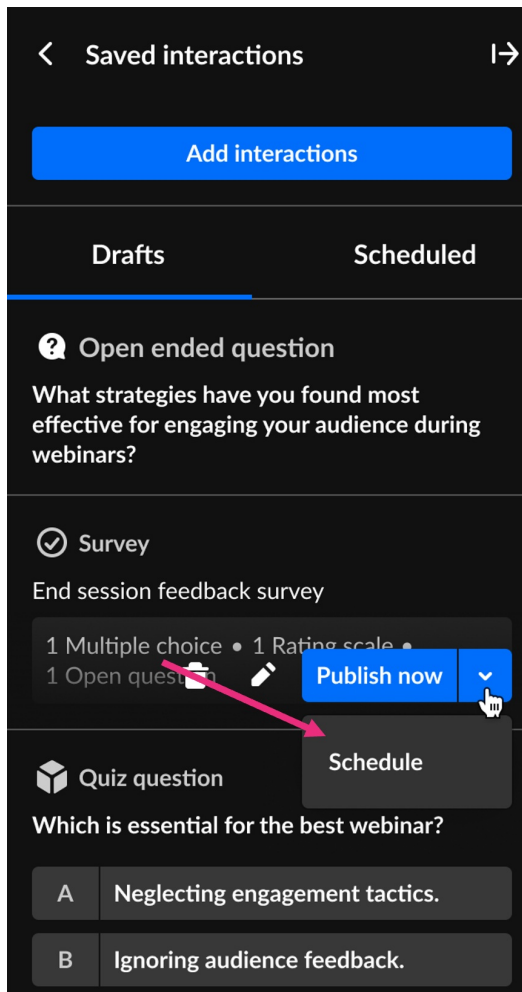 Saved interactions
Add interactions
Drafts
Scheduled
Open ended question
What strategies have you found most
effective for engaging your audience during
webinars?
Survey
End session feedback survey
1 Multiple choice • 1 Rating scale •
1 Open question
Publish now
Schedule
Quiz question
Which is essential for the best webinar?
A Neglecting engagement tactics.
B Ignoring audience feedback.